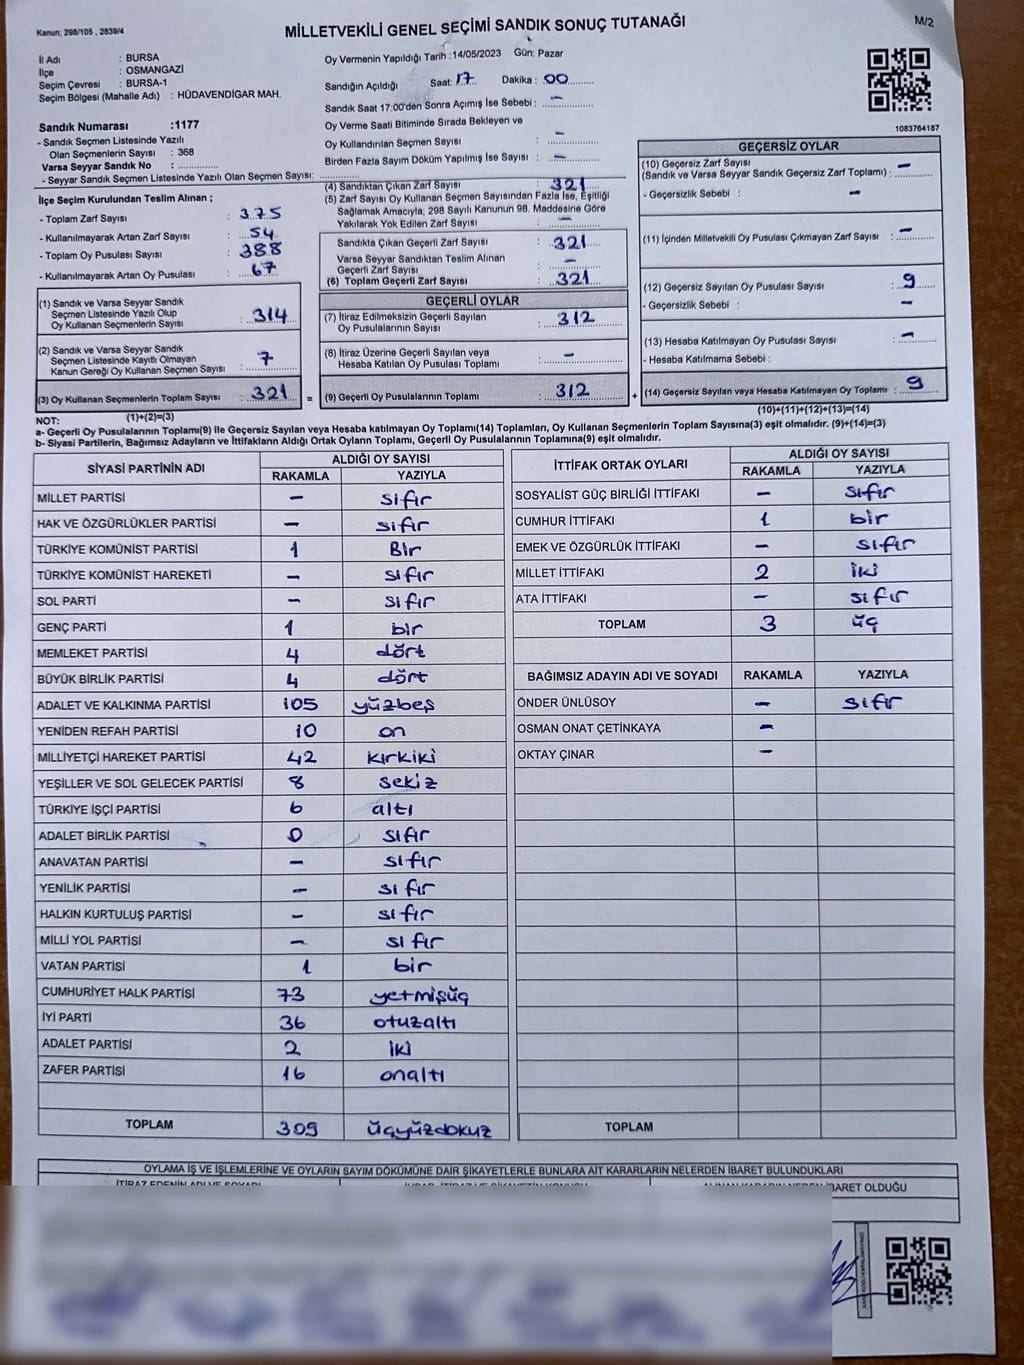 Kanun; 298/105 , 2839/4
MİLLETVEKİLİ GENEL SEÇİMİ SANDIK SONUÇ TUTANAĞI
M/2
İl Adı : BURSA
İlçe : OSMANGAZİ
Seçim Çevresi : BURSA-1
Seçim Bölgesi (Mahalle Adı) : HÜDAVENDİGAR MAH.
Sandık Numarası :1177
- Sandık Seçmen Listesinde Yazılı
Olan Seçmenlerin Sayısı : 368
Varsa Seyyar Sandık No :
- Seyyar Sandık Seçmen Listesinde Yazılı Olan Seçmen Sayısı:
Oy Vermenin Yapıldığı Tarih :14/05/2023 Gün: Pazar
Sandığın Açıldığı Saat: 17 Dakika : 00
Sandık Saat 17:00'den Sonra Açımış İse Sebebi : -
Oy Verme Saati Bitiminde Sırada Bekleyen ve
Oy Kullandırılan Seçmen Sayısı : -
Birden Fazla Sayım Döküm Yapılmış İse Sayısı : -
1083764187
İlçe Seçim Kurulundan Teslim Alınan ;
- Toplam Zarf Sayısı : 375
- Kullanılmayarak Artan Zarf Sayısı : 54
- Toplam Oy Pusulası Sayısı : 388
- Kullanılmayarak Artan Oy Pusulası : 67
(1) Sandık ve Varsa Seyyar Sandık
Seçmen Listesinde Yazılı Olup
Oy Kullanan Seçmenlerin Sayısı : 314
(2) Sandık ve Varsa Seyyar Sandık
Seçmen Listesinde Kayıtlı Olmayan
Kanun Gereği Oy Kullanan Seçmen Sayısı : 7
(3) Oy Kullanan Seçmenlerin Toplam Sayısı : 321 =
(1)+(2)=(3)
(4) Sandıktan Çıkan Zarf Sayısı : 321
(5) Zarf Sayısı Oy Kullanan Seçmen Sayısından Fazla İse, Eşitliği
Sağlamak Amacıyla, 298 Sayılı Kanunun 98. Maddesine Göre
Yakılarak Yok Edilen Zarf Sayısı : -
Sandıkta Çıkan Geçerli Zarf Sayısı : 321
Varsa Seyyar Sandıktan Teslim Alınan
Geçerli Zarf Sayısı : -
(6) Toplam Geçerli Zarf Sayısı : 321
GEÇERLİ OYLAR
(7) İtiraz Edilmeksizin Geçerli Sayılan
Oy Pusulalarının Sayısı : 312
(8) İtiraz Üzerine Geçerli Sayılan veya
Hesaba Katılan Oy Pusulası Toplamı : -
(9) Geçerli Oy Pusulalarının Toplamı : 312 +
GEÇERSİZ OYLAR
(10) Geçersiz Zarf Sayısı
(Sandık ve Varsa Seyyar Sandık Geçersiz Zarf Toplamı) : -
- Geçersizlik Sebebi : -
(11) İçinden Milletvekili Oy Pusulası Çıkmayan Zarf Sayısı : -
(12) Geçersiz Sayılan Oy Pusulası Sayısı : 9
- Geçersizlik Sebebi : -
(13) Hesaba Katılmayan Oy Pusulası Sayısı : -
- Hesaba Katılmama Sebebi :
(14) Geçersiz Sayılan veya Hesaba Katılmayan Oy Toplamı : 9
(10)+(11)+(12)+(13)=(14)
NOT:
a- Geçerli Oy Pusulalarının Toplamı(9) ile Geçersiz Sayılan veya Hesaba katılmayan Oy Toplamı(14) Toplamları, Oy Kullanan Seçmenlerin Toplam Sayısına(3) eşit olmalıdır. (9)+(14)=(3)
b- Siyasi Partilerin, Bağımsız Adayların ve İttifakların Aldığı Ortak Oyların Toplamı, Geçerli Oy Pusulalarının Toplamına(9) eşit olmalıdır.
SİYASİ PARTİNİN ADI ALDIĞI OY SAYISI
RAKAMLA YAZIYLA
MİLLET PARTİSİ - sıfır
HAK VE ÖZGÜRLÜKLER PARTİSİ - sıfır
TÜRKİYE KOMÜNİST PARTİSİ 1 Bir
TÜRKİYE KOMÜNİST HAREKETİ - sıfır
SOL PARTİ - sıfır
GENÇ PARTİ 1 bir
MEMLEKET PARTİSİ 4 dört
BÜYÜK BİRLİK PARTİSİ 4 dört
ADALET VE KALKINMA PARTİSİ 105 yüzbeş
YENİDEN REFAH PARTİSİ 10 on
MİLLİYETÇİ HAREKET PARTİSİ 42 kırkiki
YEŞİLLER VE SOL GELECEK PARTİSİ 8 sekiz
TÜRKİYE İŞÇİ PARTİSİ 6 altı
ADALET BİRLİK PARTİSİ 0 sıfır
ANAVATAN PARTİSİ - sıfır
YENİLİK PARTİSİ - sıfır
HALKIN KURTULUŞ PARTİSİ - sıfır
MİLLİ YOL PARTİSİ - sıfır
VATAN PARTİSİ 1 bir
CUMHURİYET HALK PARTİSİ 73 yetmişüç
İYİ PARTİ 36 otuzaltı
ADALET PARTİSİ 2 iki
ZAFER PARTİSİ 16 onaltı
TOPLAM 309 üçyüzdokuz
İTTİFAK ORTAK OYLARI ALDIĞI OY SAYISI
RAKAMLA YAZIYLA
SOSYALİST GÜÇ BİRLİĞİ İTTİFAKI - sıfır
CUMHUR İTTİFAKI 1 bir
EMEK VE ÖZGÜRLÜK İTTİFAKI - sıfır
MİLLET İTTİFAKI 2 iki
ATA İTTİFAKI - sıfır
TOPLAM 3 üç
BAĞIMSIZ ADAYIN ADI VE SOYADI RAKAMLA YAZIYLA
ÖNDER ÜNLÜSOY - sıfır
OSMAN ONAT ÇETİNKAYA -
OKTAY ÇINAR -
TOPLAM
OYLAMA İŞ VE İŞLEMLERİNE VE OYLARIN SAYIM DÖKÜMÜNE DAİR ŞİKAYETLERLE BUNLARA AİT KARARLARIN NELERDEN İBARET BULUNDUKLARI
İTİRAZ EDENİN ADI VE SOYADI
İBARET OLDUĞU